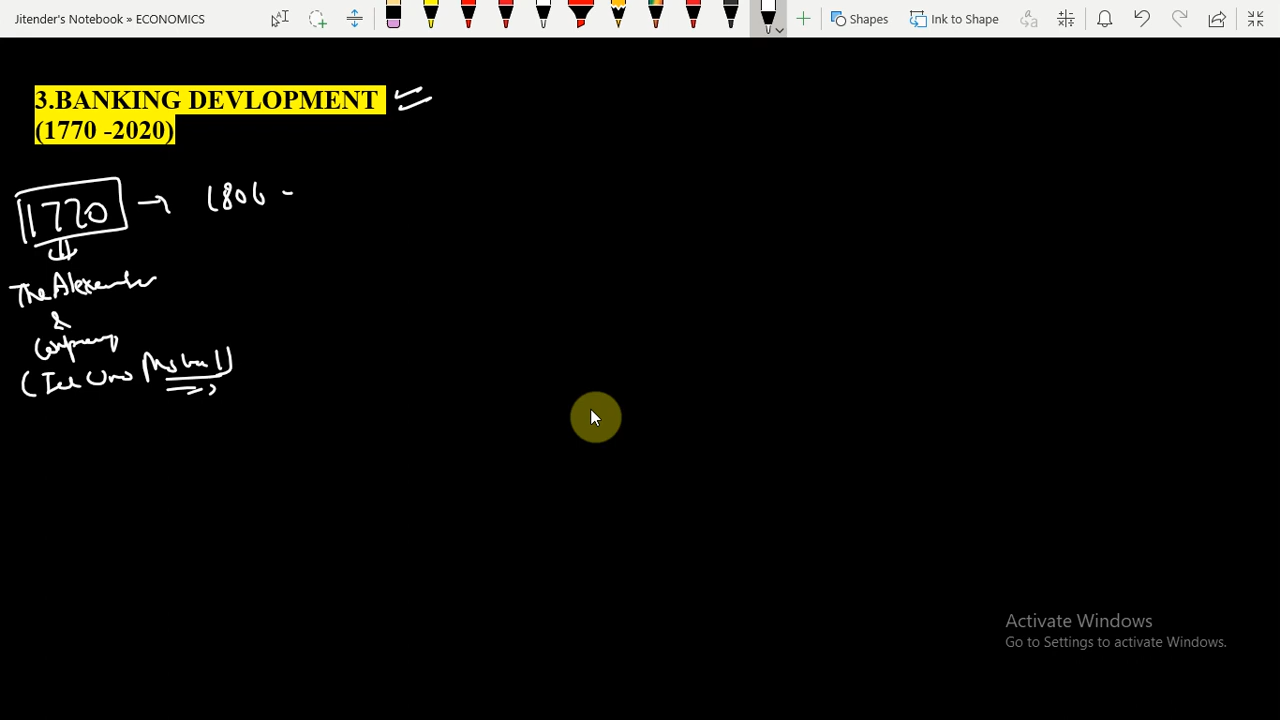 Jitender's Notebook » ECONOMICS
Shapes
Ink to Shape
3.BANKING DEVLOPMENT
(1770 -2020)
1770 → 1806 -
The Alexander
&
Company
Activate Windows
Go to Settings to activate Windows.